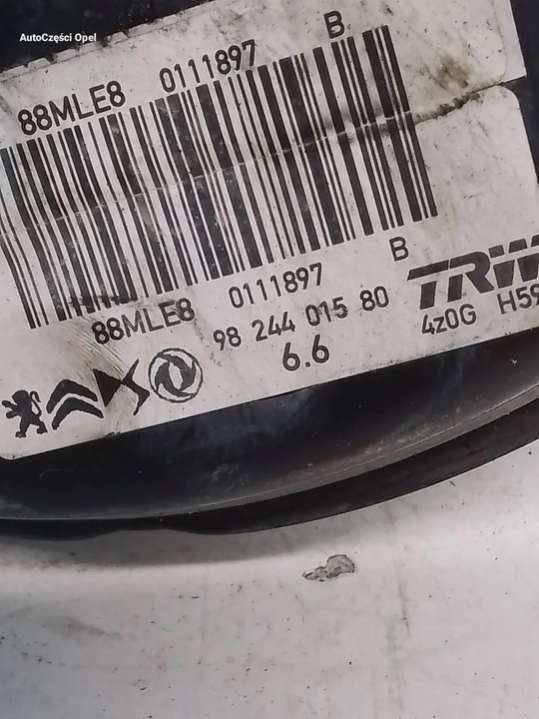 AutoCzęści Opel
88MLE8 0111897 B
88MLE8 0111897 B
98 244 015 80 TRW
6.6 4z0G H59